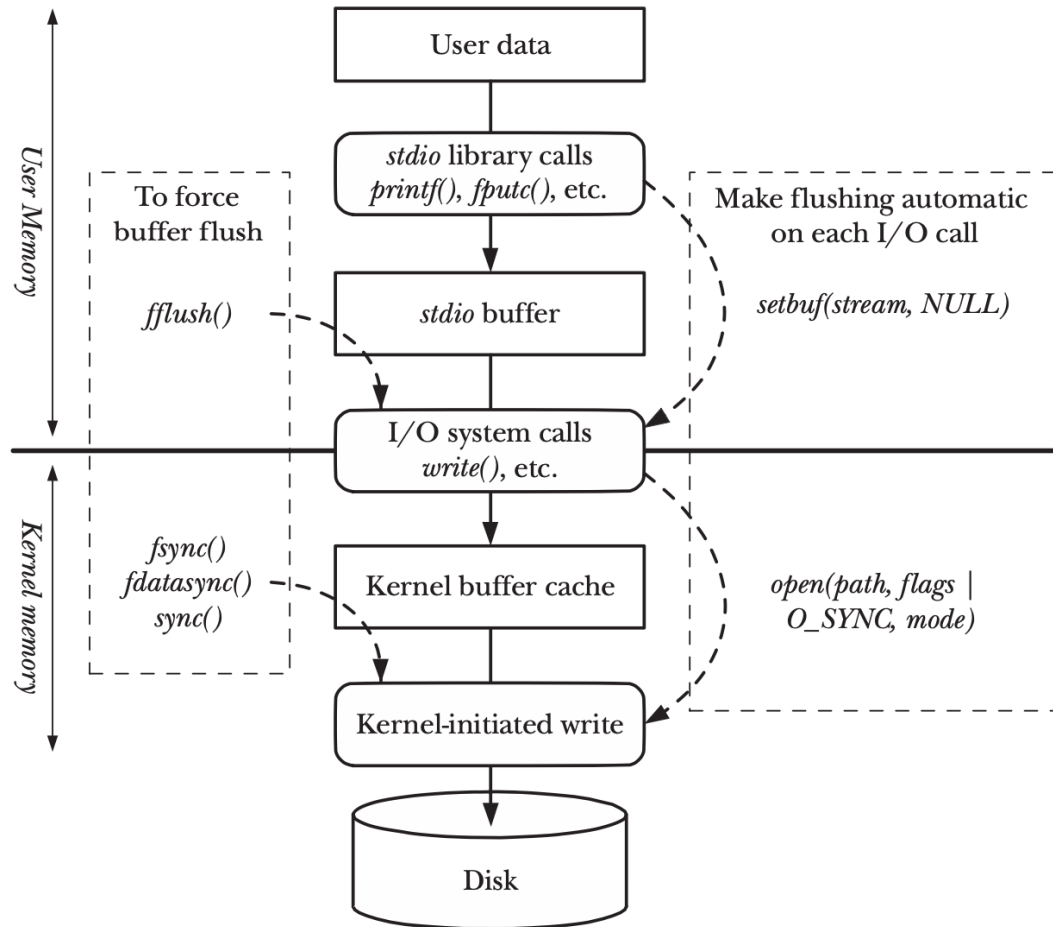 User data
stdio library calls
printf(), fputc(), etc.
User Memory
To force
buffer flush
Make flushing automatic
on each I/O call
fflush()
stdio buffer
setbuf(stream, NULL)
I/O system calls
write(), etc.
Kernel memory
fsync()
fdatasync()
sync()
Kernel buffer cache
open(path, flags |
O_SYNC, mode)
Kernel-initiated write
Disk